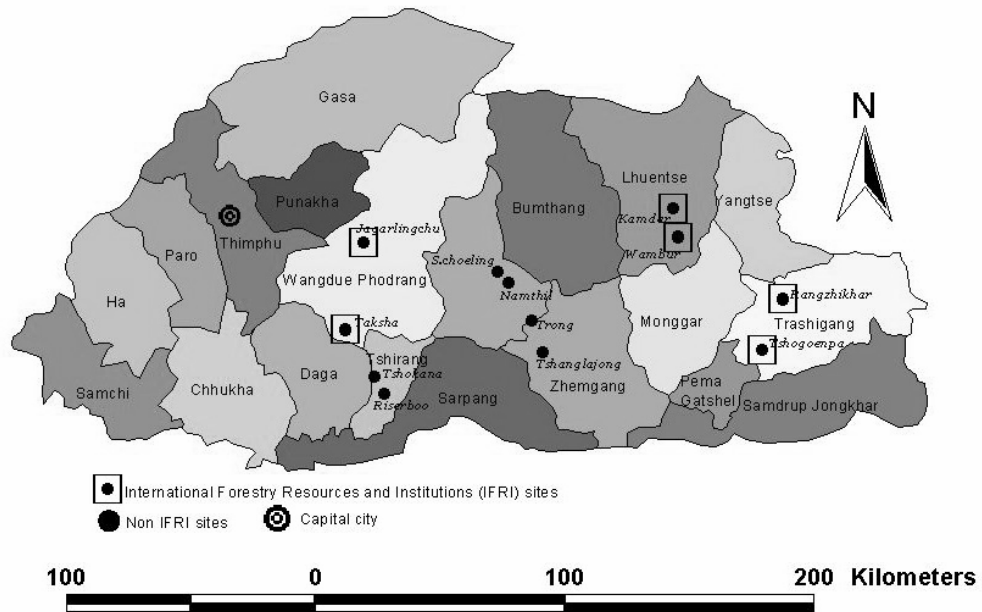 Gasa
N
Lhuentse
Yangtse
Punakha
Bumthang
Kamdar
Jagarlingchu
Thimphu
Paro
Wambur
S.choeling
Wangdue Phodrang
Namthil
Rangzhikhar
Ha
Taksha
Trong
Monggar
Trashigang
Tshogoenpa
Tshirang
Tshanglajong
Daga
Tshokana
Zhemgang
Pema
Gatshel
Samchi
Chhukha
Riserboo
Sarpang
Samdrup Jongkhar
International Forestry Resources and Institutions (IFRI) sites
Non IFRI sites
Capital city
100 0 100 200 Kilometers